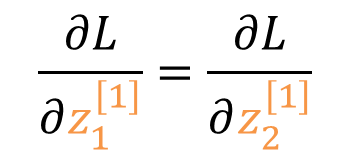 ∂L/∂z₁^[1] = ∂L/∂z₂^[1]